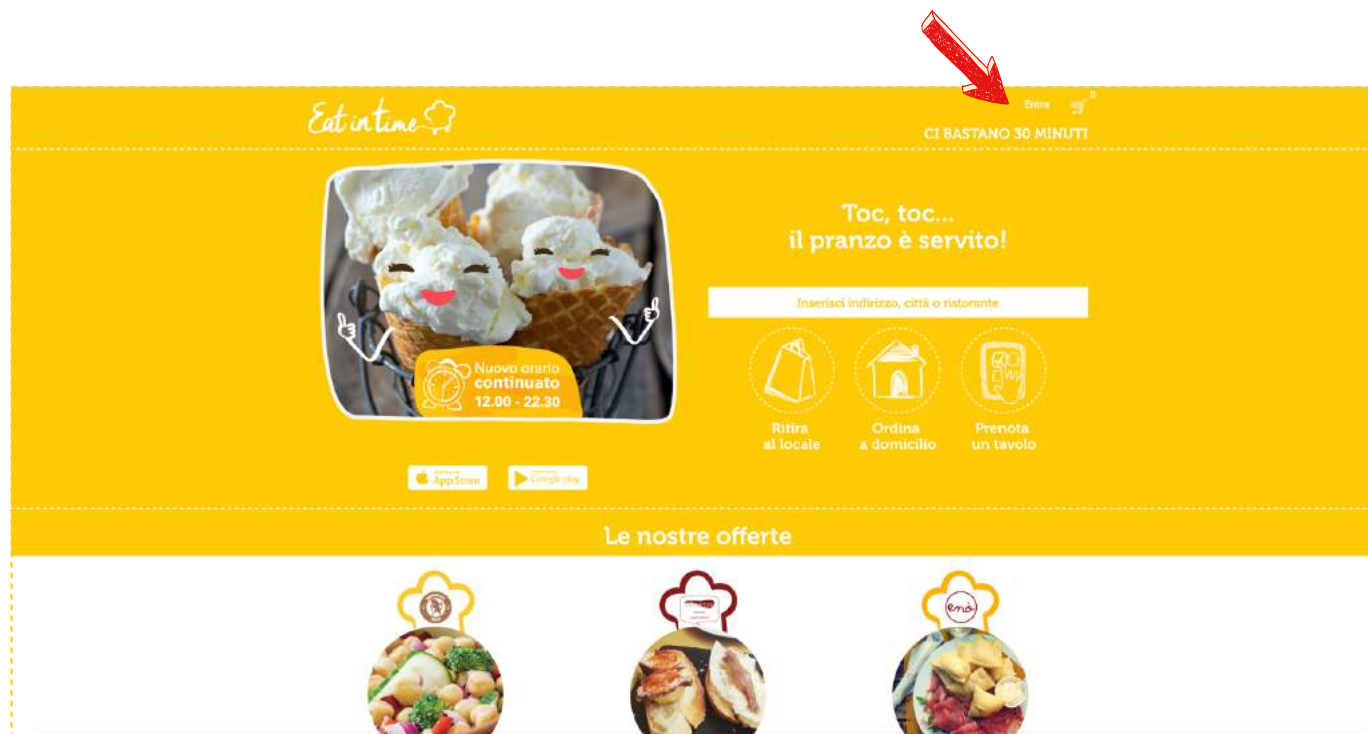 Eat in time
Entra
0
CI BASTANO 30 MINUTI
Toc, toc...
il pranzo è servito!
Inserisci indirizzo, città o ristorante
Nuovo orario
continuato
12.00 - 22.30
Ritira
al locale
Ordina
a domicilio
Prenota
un tavolo
App Store
Google play
Le nostre offerte
enò